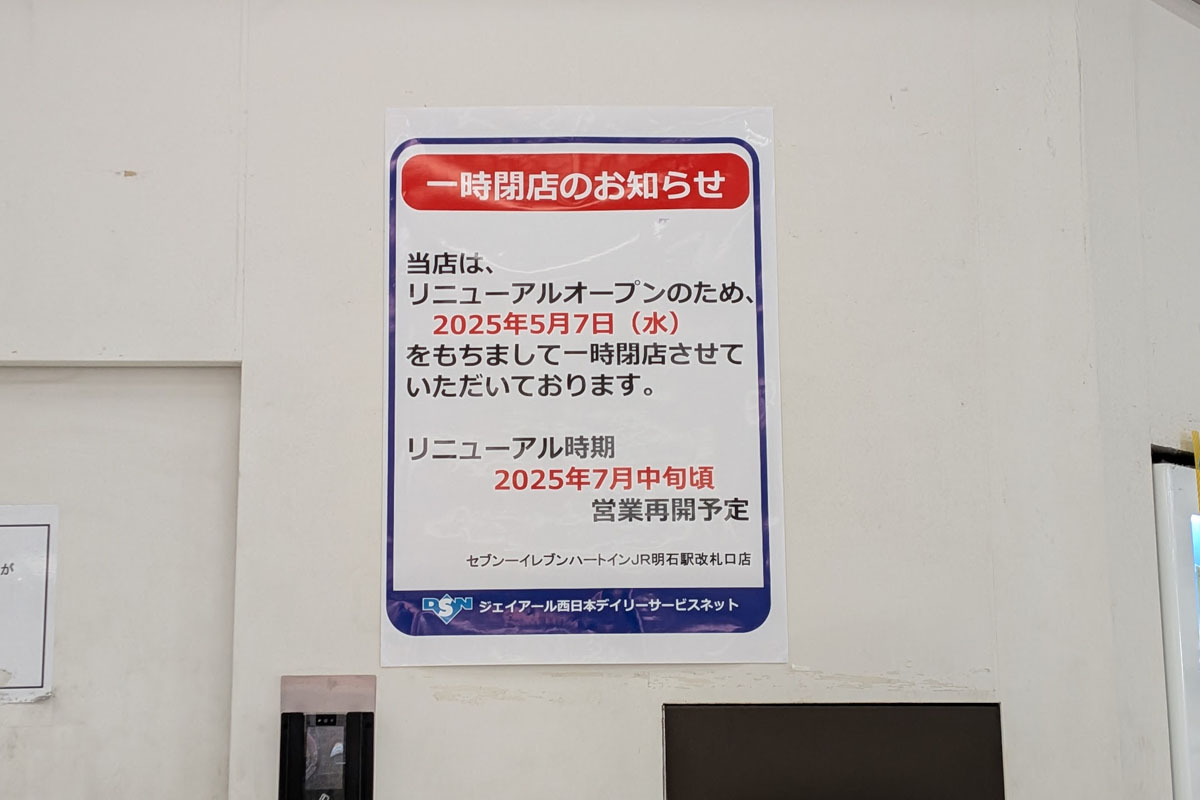 一時閉店のお知らせ
当店は、
リニューアルオープンのため、
2025年5月7日（水）
をもちまして一時閉店させて
いただいております。
リニューアル時期
2025年7月中旬頃
営業再開予定
セブン－イレブンハートインJR明石駅改札口店
DSN ジェイアール西日本デイリーサービスネット
が